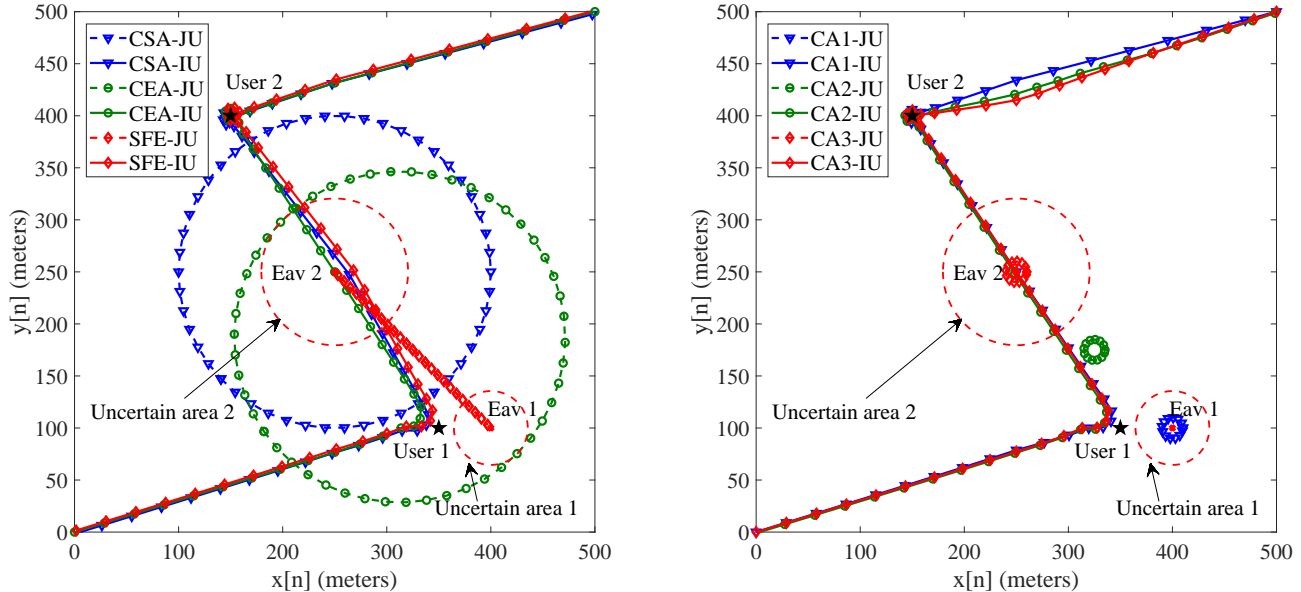 500
450
400
350
300
250
200
150
100
50
0
y[n] (meters)
0
100
200
300
400
500
x[n] (meters)
CSA-JU
CSA-IU
CEA-JU
CEA-IU
SFE-JU
SFE-IU
User 2
Eav 2
Uncertain area 2
Eav 1
User 1
Uncertain area 1
500
450
400
350
300
250
200
150
100
50
0
y[n] (meters)
0
100
200
300
400
500
x[n] (meters)
CA1-JU
CA1-IU
CA2-JU
CA2-IU
CA3-JU
CA3-IU
User 2
Eav 2
Uncertain area 2
Eav 1
User 1
Uncertain area 1